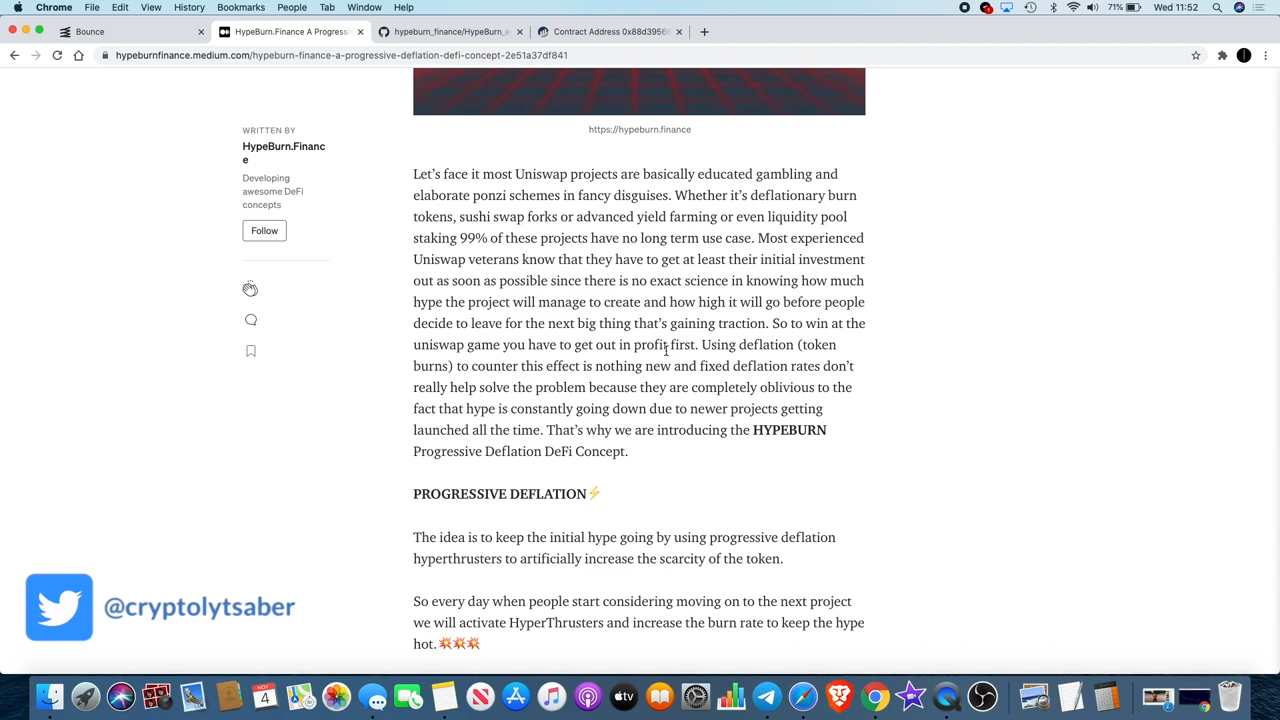 Chrome File Edit View History Bookmarks People Tab Window Help 71% Wed 11:52
Bounce
HypeBurn.Finance A Progressi
hypeburn_finance/HypeBurn_
Contract Address 0x88d3956
hypeburnfinance.medium.com/hypeburn-finance-a-progressive-deflation-defi-concept-2e51a37df841
https://hypeburn.finance
WRITTEN BY
HypeBurn.Financ
e
Developing
awesome DeFi
concepts
Follow
Let’s face it most Uniswap projects are basically educated gambling and
elaborate ponzi schemes in fancy disguises. Whether it’s deflationary burn
tokens, sushi swap forks or advanced yield farming or even liquidity pool
staking 99% of these projects have no long term use case. Most experienced
Uniswap veterans know that they have to get at least their initial investment
out as soon as possible since there is no exact science in knowing how much
hype the project will manage to create and how high it will go before people
decide to leave for the next big thing that’s gaining traction. So to win at the
uniswap game you have to get out in profit first. Using deflation (token
burns) to counter this effect is nothing new and fixed deflation rates don’t
really help solve the problem because they are completely oblivious to the
fact that hype is constantly going down due to newer projects getting
launched all the time. That’s why we are introducing the HYPEBURN
Progressive Deflation DeFi Concept.
PROGRESSIVE DEFLATION⚡
The idea is to keep the initial hype going by using progressive deflation
hyperthrusters to artificially increase the scarcity of the token.
So every day when people start considering moving on to the next project
we will activate HyperThrusters and increase the burn rate to keep the hype
hot.💥💥💥
@cryptolytsaber
NOV
4
tv